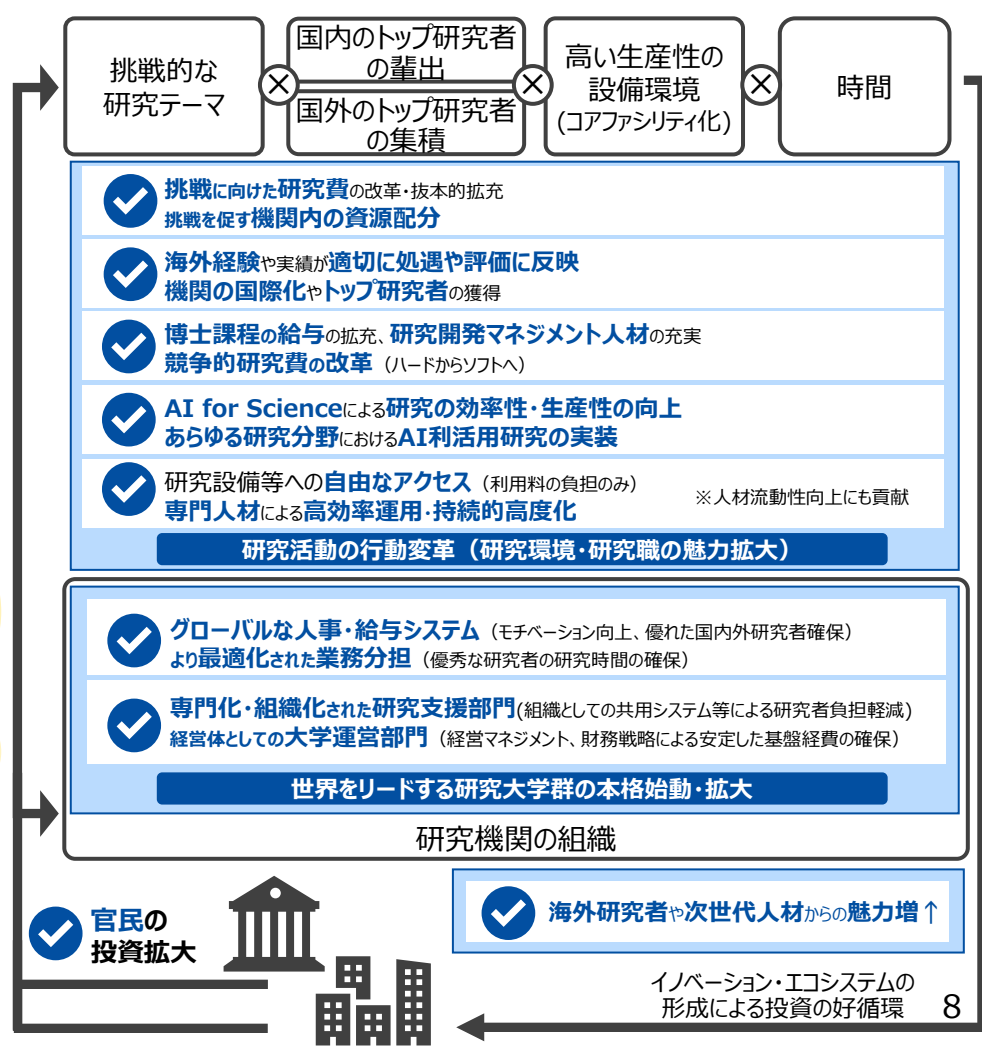 挑戦的な
研究テーマ
×
国内のトップ研究者
の輩出
国外のトップ研究者
の集積
×
高い生産性の
設備環境
(コアファシリティ化)
×
時間
挑戦に向けた研究費の改革・抜本的拡充
挑戦を促す機関内の資源配分
海外経験や実績が適切に処遇や評価に反映
機関の国際化やトップ研究者の獲得
博士課程の給与の拡充、研究開発マネジメント人材の充実
競争的研究費の改革（ハードからソフトへ）
AI for Scienceによる研究の効率性・生産性の向上
あらゆる研究分野におけるAI利活用研究の実装
研究設備等への自由なアクセス（利用料の負担のみ）
専門人材による高効率運用・持続的高度化
※人材流動性向上にも貢献
研究活動の行動変革（研究環境・研究職の魅力拡大）
グローバルな人事・給与システム（モチベーション向上、優れた国内外研究者確保）
より最適化された業務分担（優秀な研究者の研究時間の確保）
専門化・組織化された研究支援部門(組織としての共用システム等による研究者負担軽減)
経営体としての大学運営部門（経営マネジメント、財務戦略による安定した基盤経費の確保）
世界をリードする研究大学群の本格始動・拡大
研究機関の組織
官民の
投資拡大
海外研究者や次世代人材からの魅力増↑
イノベーション・エコシステムの
形成による投資の好循環
8